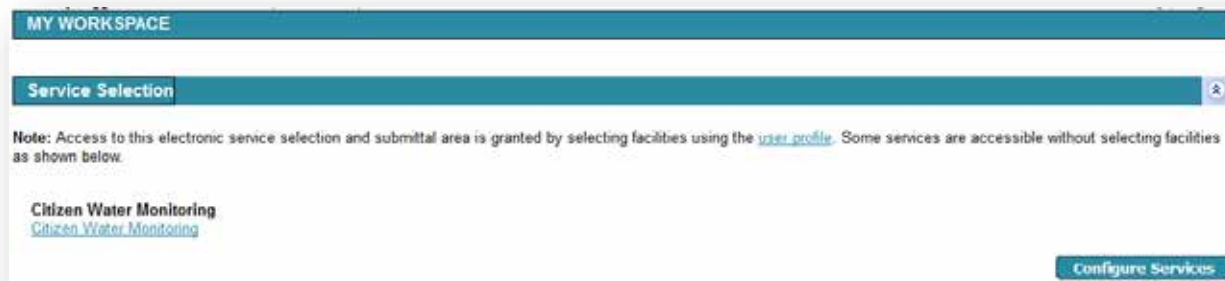 MY WORKSPACE
Service Selection
Note: Access to this electronic service selection and submittal area is granted by selecting facilities using the user profile. Some services are accessible without selecting facilities
as shown below.
Citizen Water Monitoring
Citizen Water Monitoring
Configure Services